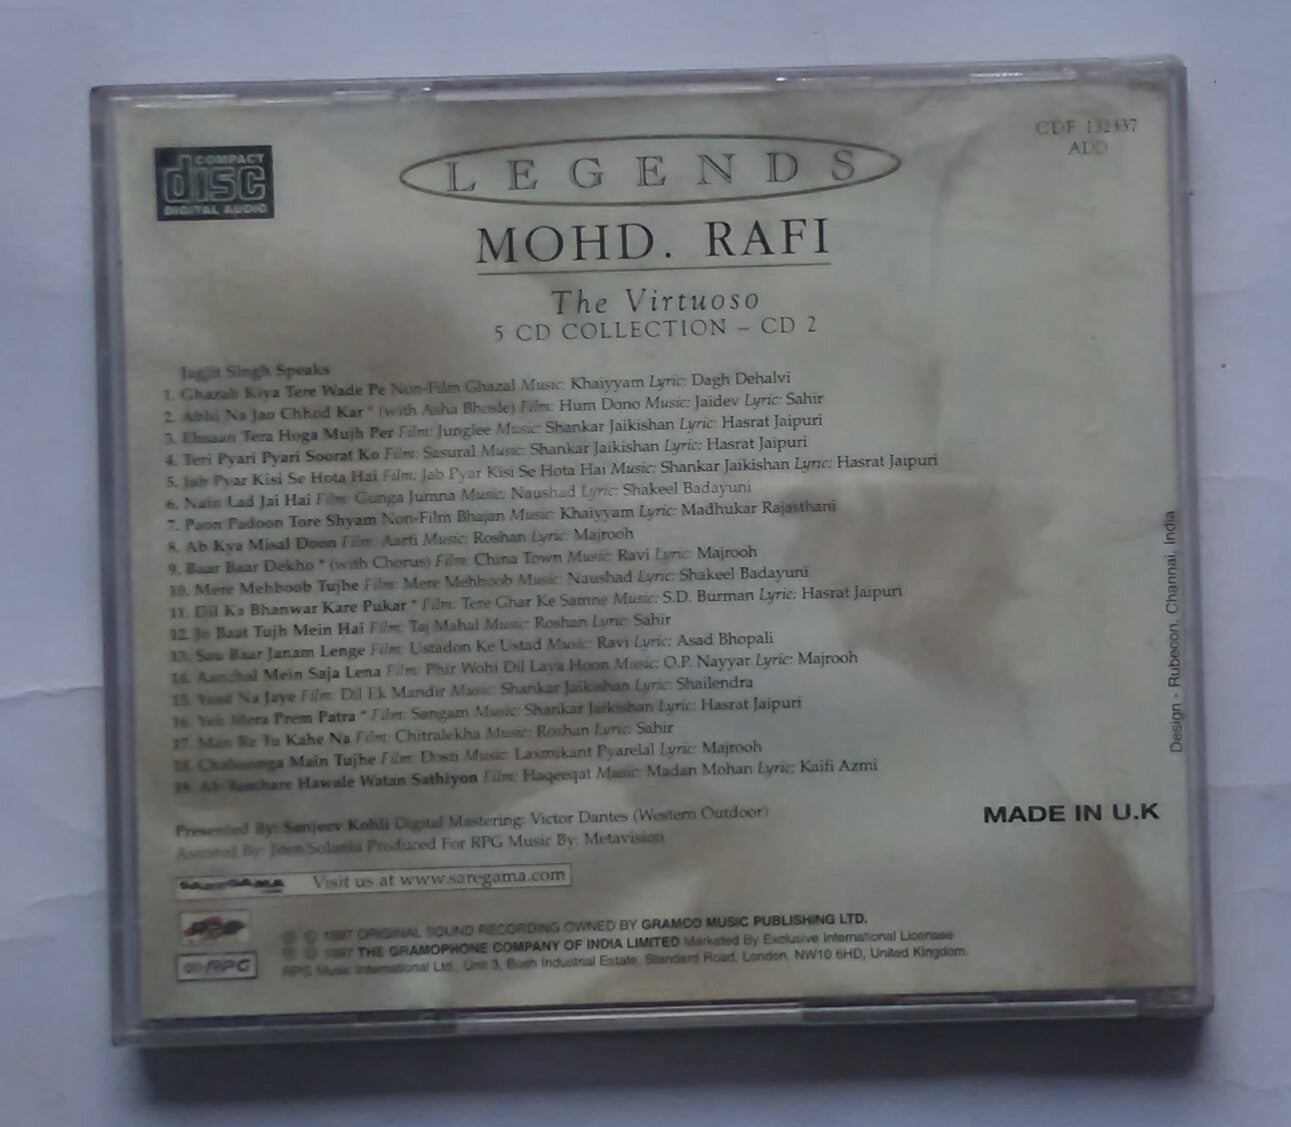 COMPACT
disc
DIGITAL AUDIO
CDF 132337
ADD
LEGENDS
MOHD. RAFI
The Virtuoso
5 CD COLLECTION – CD 2
Jagjit Singh Speaks
1. Ghazab Kiya Tere Wade Pe Non-Film Ghazal Music: Khaiyyam Lyric: Dagh Dehalvi
2. Abhi Na Jao Chhod Kar * (with Asha Bhosle) Film: Hum Dono Music: Jaidev Lyric: Sahir
3. Ehsaan Tera Hoga Mujh Per Film: Junglee Music: Shankar Jaikishan Lyric: Hasrat Jaipuri
4. Teri Pyari Pyari Soorat Ko Film: Sasural Music: Shankar Jaikishan Lyric: Hasrat Jaipuri
5. Jab Pyar Kisi Se Hota Hai Film: Jab Pyar Kisi Se Hota Hai Music: Shankar Jaikishan Lyric: Hasrat Jaipuri
6. Nain Lad Jai Hai Film: Gunga Jumna Music: Naushad Lyric: Shakeel Badayuni
7. Paon Padoon Tore Shyam Non-Film Bhajan Music: Khaiyyam Lyric: Madhukar Rajasthani
8. Ab Kya Misal Doon Film: Aarti Music: Roshan Lyric: Majrooh
9. Baar Baar Dekho * (with Chorus) Film: China Town Music: Ravi Lyric: Majrooh
10. Mere Mehboob Tujhe Film: Mere Mehboob Music: Naushad Lyric: Shakeel Badayuni
11. Dil Ka Bhanwar Kare Pukar * Film: Tere Ghar Ke Samne Music: S.D. Burman Lyric: Hasrat Jaipuri
12. Jo Baat Tujh Mein Hai Film: Taj Mahal Music: Roshan Lyric: Sahir
13. Sau Baar Janam Lenge Film: Ustadon Ke Ustad Music: Ravi Lyric: Asad Bhopali
14. Aanchal Mein Saja Lena Film: Phir Wohi Dil Laya Hoon Music: O.P. Nayyar Lyric: Majrooh
15. Yaad Na Jaye Film: Dil Ek Mandir Music: Shankar Jaikishan Lyric: Shailendra
16. Yeh Mera Prem Patra * Film: Sangam Music: Shankar Jaikishan Lyric: Hasrat Jaipuri
17. Man Re Tu Kahe Na Film: Chitralekha Music: Roshan Lyric: Sahir
18. Chahoonga Main Tujhe Film: Dosti Music: Laxmikant Pyarelal Lyric: Majrooh
19. Ab Tumhare Hawale Watan Sathiyon Film: Haqeeqat Music: Madan Mohan Lyric: Kaifi Azmi
Presented By: Sanjeev Kohli Digital Mastering: Victor Dantes (Western Outdoor)
Assisted By: Jiten Solanki Produced For RPG Music By: Metavision
Visit us at www.saregama.com
MADE IN U.K
Design - Rubecon, Channai, India
RPG
℗ © 1997 ORIGINAL SOUND RECORDING OWNED BY GRAMCO MUSIC PUBLISHING LTD.
℗ © 1997 THE GRAMOPHONE COMPANY OF INDIA LIMITED Marketed By Exclusive International Licensee
RPG Music International Ltd., Unit 3, Bush Industrial Estate, Standard Road, London, NW10 6HD, United Kingdom.